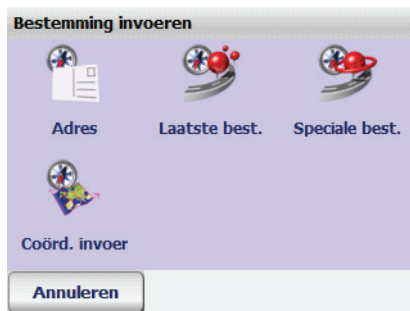 Bestemming invoeren
Adres
Laatste best.
Speciale best.
Coörd. invoer
Annuleren